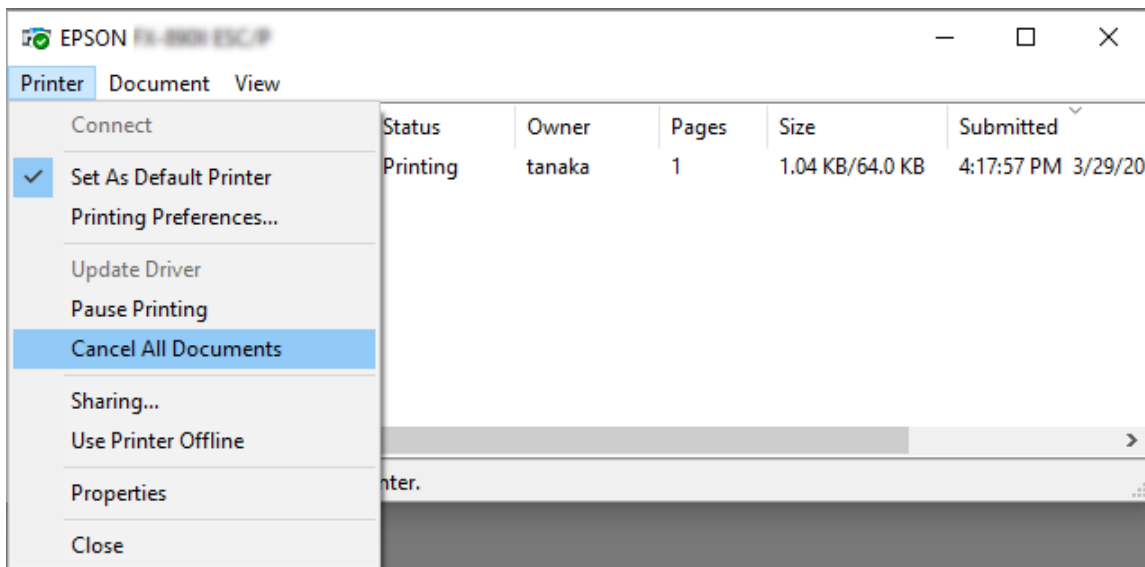 EPSON
Printer Document View
Connect
Status Owner Pages Size Submitted
Set As Default Printer
Printing tanaka 1 1.04 KB/64.0 KB 4:17:57 PM 3/29/20
Printing Preferences...
Update Driver
Pause Printing
Cancel All Documents
Sharing...
Use Printer Offline
Properties
nter.
Close